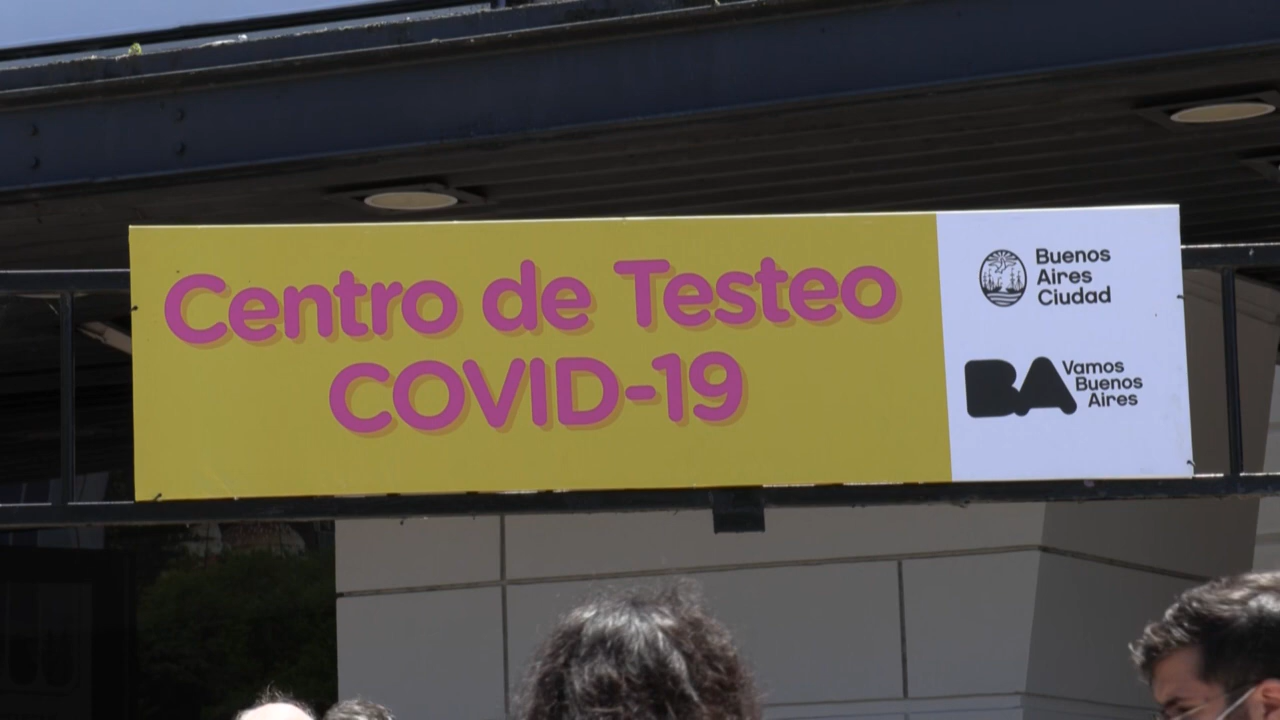 Centro de Testeo
COVID-19
Buenos
Aires
Ciudad
BA
Vamos
Buenos
Aires